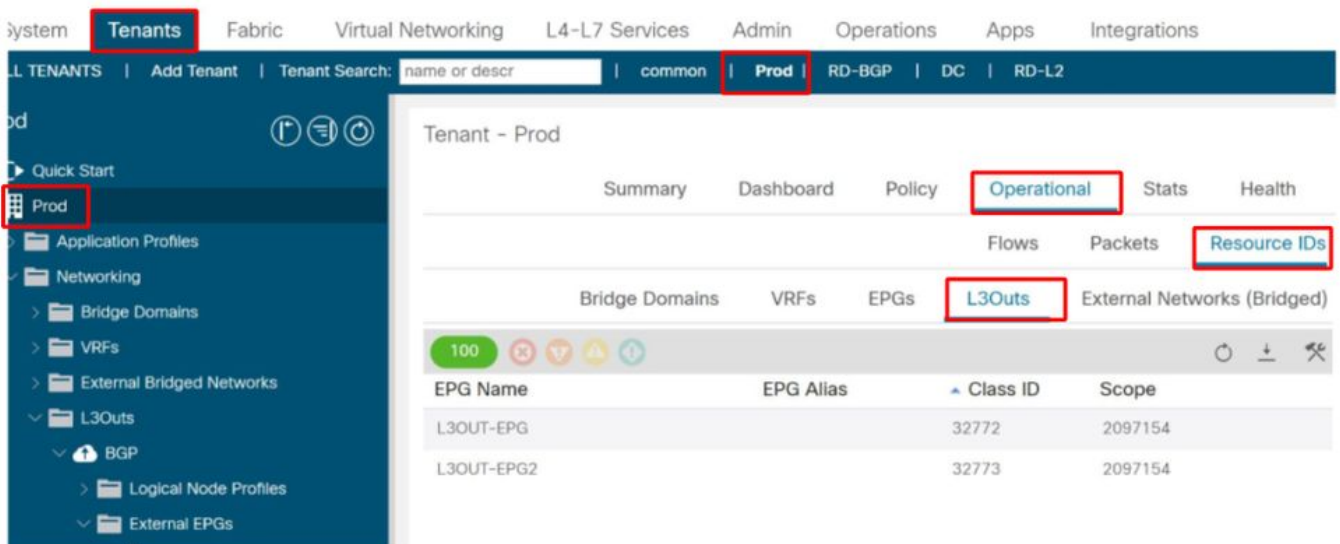 System Tenants Fabric Virtual Networking L4-L7 Services Admin Operations Apps Integrations
LL TENANTS | Add Tenant | Tenant Search: name or descr | common | Prod | RD-BGP | DC | RD-L2
od
Quick Start
Prod
Application Profiles
Networking
Bridge Domains
VRFs
External Bridged Networks
L3Outs
BGP
Logical Node Profiles
External EPGs
Tenant - Prod
Summary Dashboard Policy Operational Stats Health
Flows Packets Resource IDs
Bridge Domains VRFs EPGs L3Outs External Networks (Bridged)
100
EPG Name EPG Alias Class ID Scope
L3OUT-EPG 32772 2097154
L3OUT-EPG2 32773 2097154